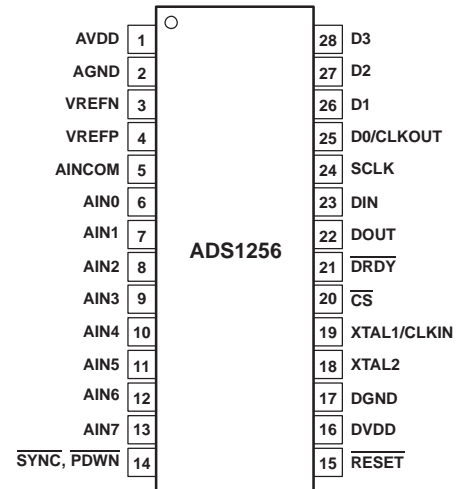 AVDD 1
AGND 2
VREFN 3
VREFP 4
AINCOM 5
AIN0 6
AIN1 7
AIN2 8
AIN3 9
AIN4 10
AIN5 11
AIN6 12
AIN7 13
SYNC, PDWN 14
ADS1256
28 D3
27 D2
26 D1
25 D0/CLKOUT
24 SCLK
23 DIN
22 DOUT
21 DRDY
20 CS
19 XTAL1/CLKIN
18 XTAL2
17 DGND
16 DVDD
15 RESET